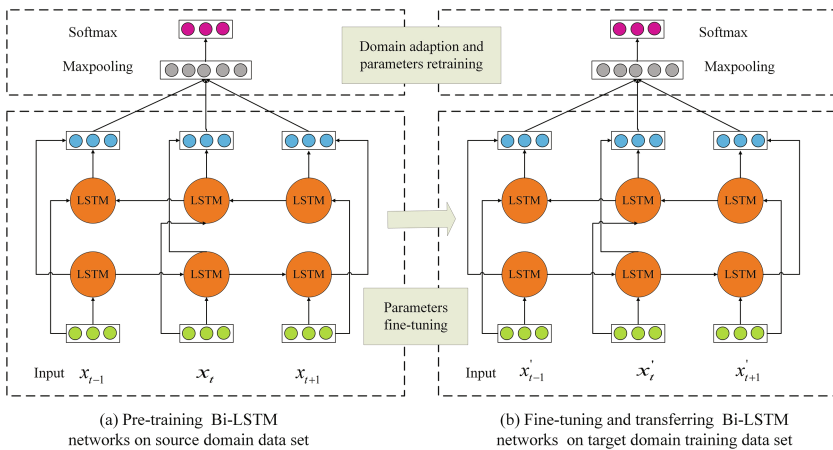 Softmax
Maxpooling
Domain adaption and
parameters retraining
Softmax
Maxpooling
LSTM LSTM LSTM
LSTM LSTM LSTM
LSTM LSTM LSTM
LSTM LSTM LSTM
Parameters
fine-tuning
Input x_{t-1} x_t x_{t+1}
Input x'_{t-1} x'_t x'_{t+1}
(a) Pre-training Bi-LSTM
networks on source domain data set
(b) Fine-tuning and transferring Bi-LSTM
networks on target domain training data set